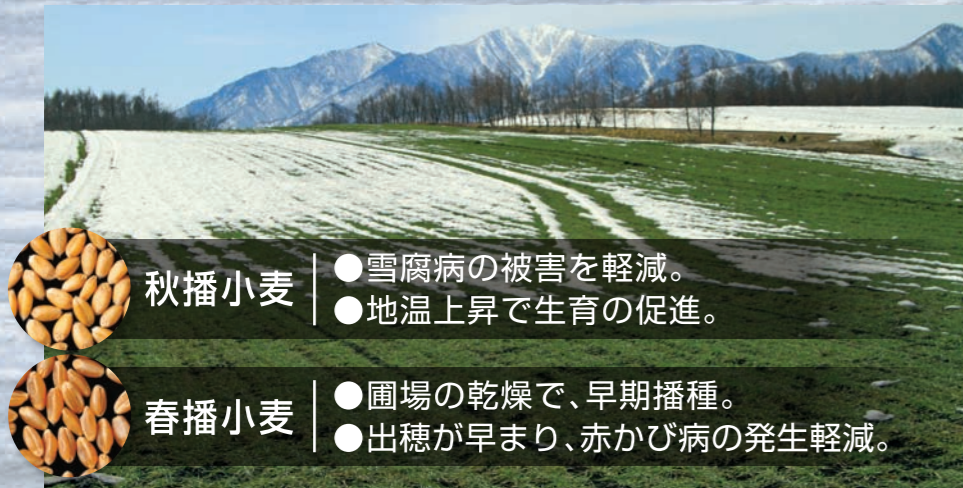 秋播小麦
●雪腐病の被害を軽減。
●地温上昇で生育の促進。
春播小麦
●圃場の乾燥で、早期播種。
●出穂が早まり、赤かび病の発生軽減。